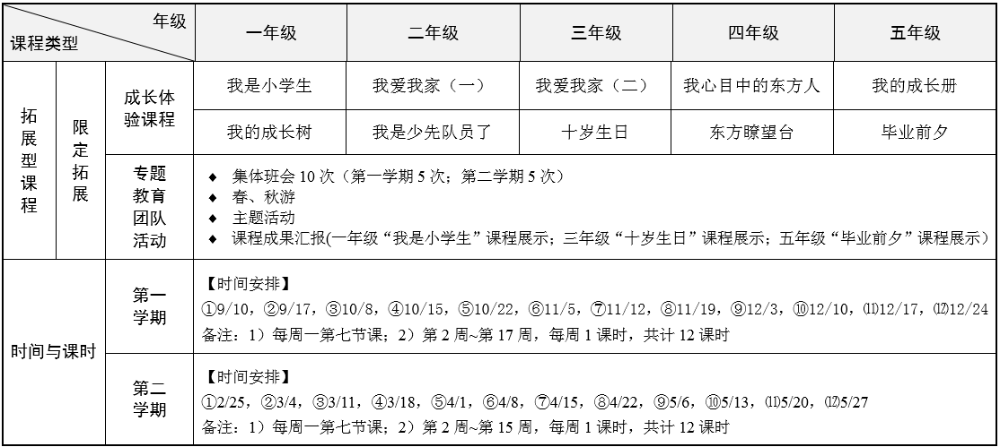 年级
课程类型
一年级
二年级
三年级
四年级
五年级
拓展型课程
限定拓展
成长体
验课程
我是小学生
我爱我家（一）
我爱我家（二）
我心目中的东方人
我的成长册
我的成长树
我是少先队员了
十岁生日
东方瞭望台
毕业前夕
专题
教育
团队
活动
♦ 集体班会 10 次（第一学期 5 次；第二学期 5 次）
♦ 春、秋游
♦ 主题活动
♦ 课程成果汇报(一年级“我是小学生”课程展示；三年级“十岁生日”课程展示；五年级“毕业前夕”课程展示）
时间与课时
第一
学期
【时间安排】
①9/10，②9/17，③10/8，④10/15，⑤10/22，⑥11/5，⑦11/12，⑧11/19，⑨12/3，⑩12/10，⑾12/17，⑿12/24
备注：1）每周一第七节课；2）第 2 周~第 17 周，每周 1 课时，共计 12 课时
第二
学期
【时间安排】
①2/25，②3/4，③3/11，④3/18，⑤4/1，⑥4/8，⑦4/15，⑧4/22，⑨5/6，⑩5/13，⑾5/20，⑿5/27
备注：1）每周一第七节课；2）第 2 周~第 15 周，每周 1 课时，共计 12 课时